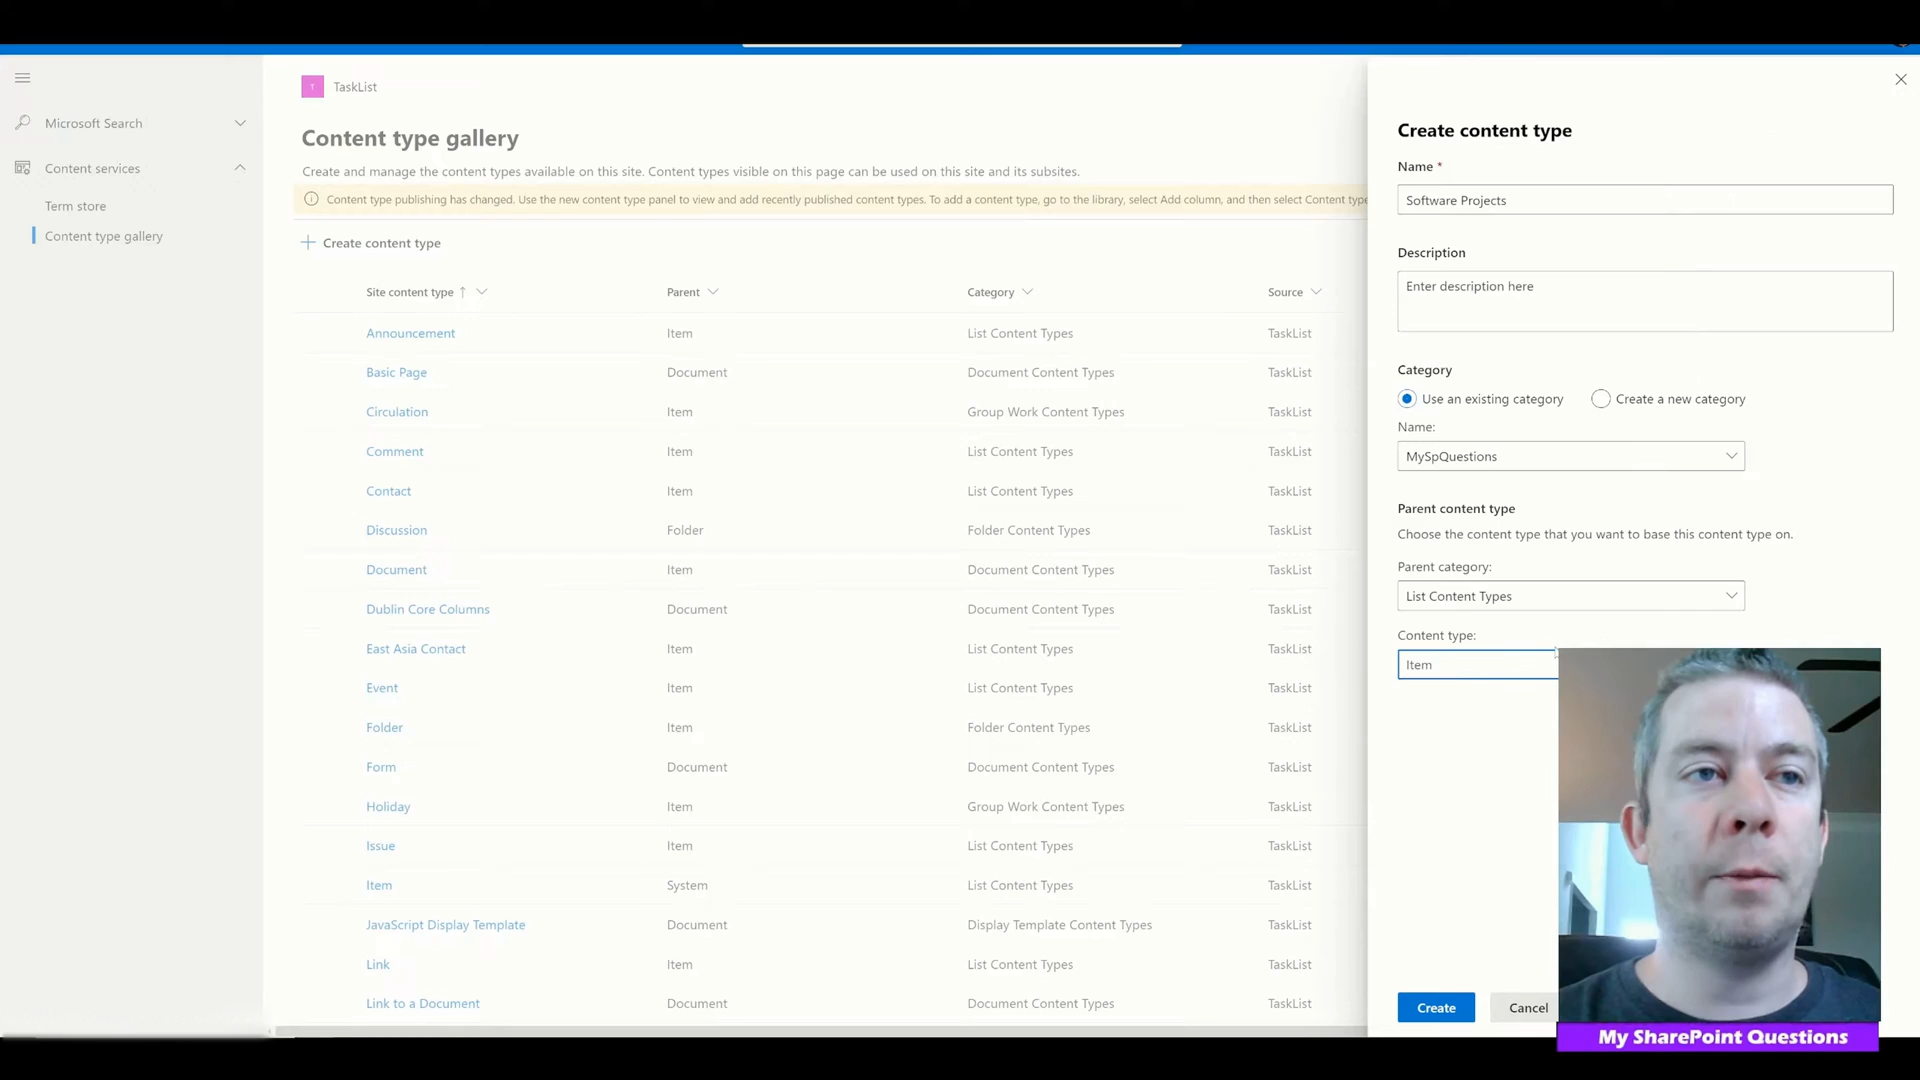 T TaskList
Microsoft Search
Content services
Term store
Content type gallery
Content type gallery
Create and manage the content types available on this site. Content types visible on this page can be used on this site and its subsites.
Content type publishing has changed. Use the new content type panel to view and add recently published content types. To add a content type, go to the library, select Add column, and then select Content type
Create content type
Site content type Parent Category Source
Announcement Item List Content Types TaskList
Basic Page Document Document Content Types TaskList
Circulation Item Group Work Content Types TaskList
Comment Item List Content Types TaskList
Contact Item List Content Types TaskList
Discussion Folder Folder Content Types TaskList
Document Item Document Content Types TaskList
Dublin Core Columns Document Document Content Types TaskList
East Asia Contact Item List Content Types TaskList
Event Item List Content Types TaskList
Folder Item Folder Content Types TaskList
Form Document Document Content Types TaskList
Holiday Item Group Work Content Types TaskList
Issue Item List Content Types TaskList
Item System List Content Types TaskList
JavaScript Display Template Document Display Template Content Types TaskList
Link Item List Content Types TaskList
Link to a Document Document Document Content Types TaskList
Create content type
Name *
Software Projects
Description
Enter description here
Category
Use an existing category Create a new category
Name:
MySpQuestions
Parent content type
Choose the content type that you want to base this content type on.
Parent category:
List Content Types
Content type:
Item
Create Cancel
My SharePoint Questions